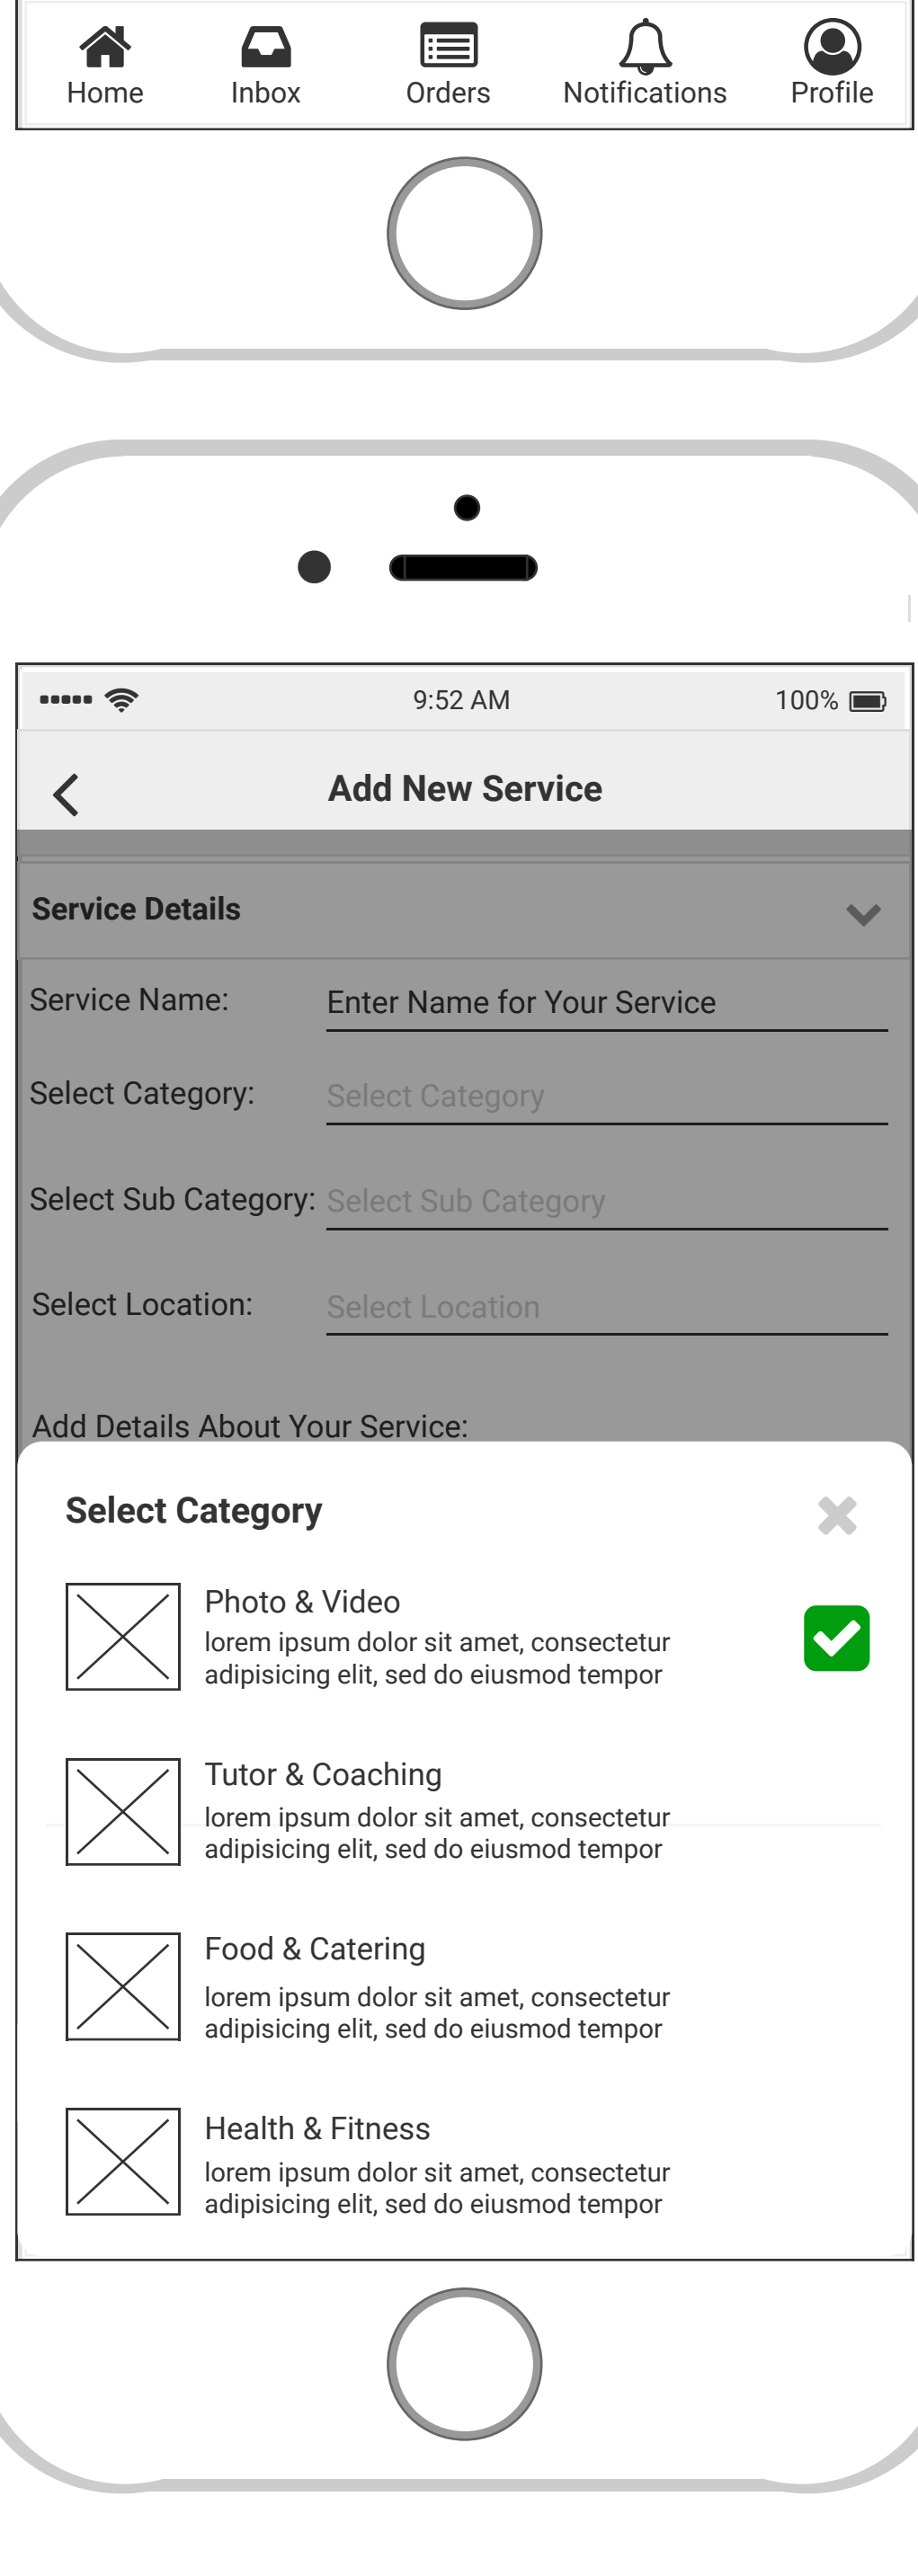 Home Inbox Orders Notifications Profile
9:52 AM 100%
Add New Service
Service Details
Service Name: Enter Name for Your Service
Select Category: Select Category
Select Sub Category: Select Sub Category
Select Location: Select Location
Add Details About Your Service:
Select Category
Photo & Video
lorem ipsum dolor sit amet, consectetur
adipisicing elit, sed do eiusmod tempor
Tutor & Coaching
lorem ipsum dolor sit amet, consectetur
adipisicing elit, sed do eiusmod tempor
Food & Catering
lorem ipsum dolor sit amet, consectetur
adipisicing elit, sed do eiusmod tempor
Health & Fitness
lorem ipsum dolor sit amet, consectetur
adipisicing elit, sed do eiusmod tempor